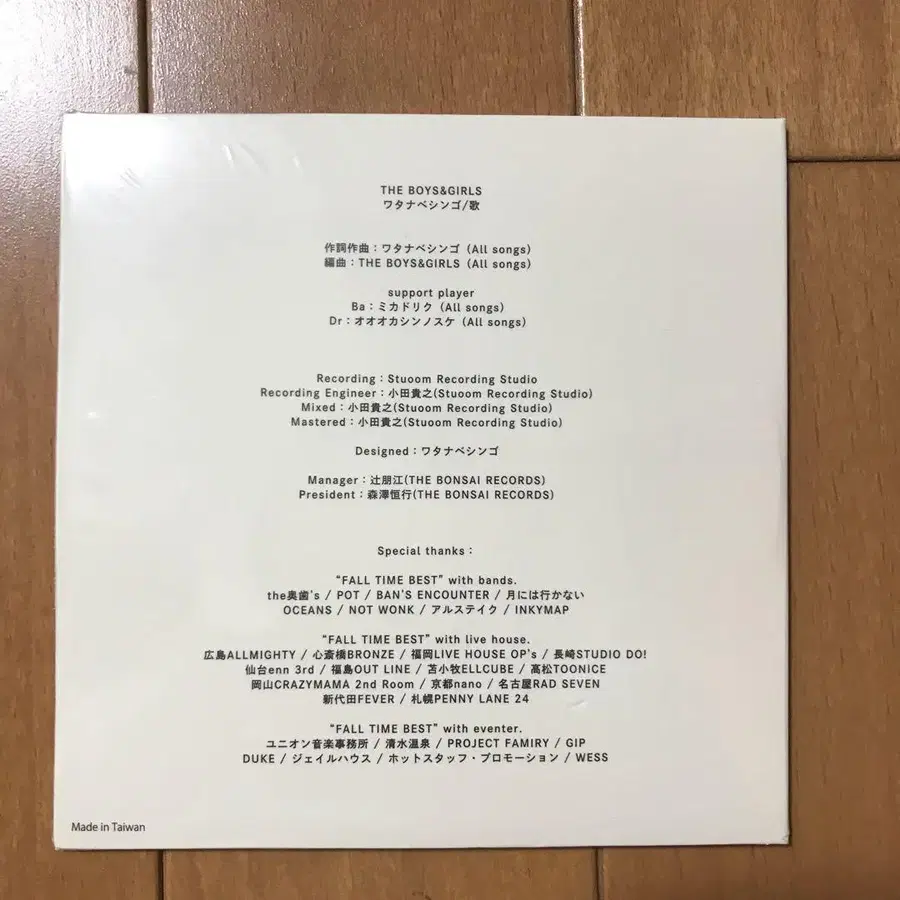 THE BOYS&GIRLS
ワタナベシンゴ/歌
作詞作曲：ワタナベシンゴ (All songs)
編曲：THE BOYS&GIRLS (All songs)
support player
Ba：ミカドリク (All songs)
Dr：オオオカシンノスケ (All songs)
Recording：Stuoom Recording Studio
Recording Engineer：小田貴之(Stuoom Recording Studio)
Mixed：小田貴之(Stuoom Recording Studio)
Mastered：小田貴之(Stuoom Recording Studio)
Designed：ワタナベシンゴ
Manager：辻朋江(THE BONSAI RECORDS)
President：森澤恒行(THE BONSAI RECORDS)
Special thanks：
“FALL TIME BEST” with bands.
the奥歯's / POT / BAN'S ENCOUNTER / 月には行かない
OCEANS / NOT WONK / アルステイク / INKYMAP
“FALL TIME BEST” with live house.
広島ALLMIGHTY / 心斎橋BRONZE / 福岡LIVE HOUSE OP's / 長崎STUDIO DO!
仙台enn 3rd / 福島OUT LINE / 苫小牧ELLCUBE / 高松TOONICE
岡山CRAZYMAMA 2nd Room / 京都nano / 名古屋RAD SEVEN
新代田FEVER / 札幌PENNY LANE 24
“FALL TIME BEST” with eventer.
ユニオン音楽事務所 / 清水温泉 / PROJECT FAMIRY / GIP
DUKE / ジェイルハウス / ホットスタッフ・プロモーション / WESS
Made in Taiwan